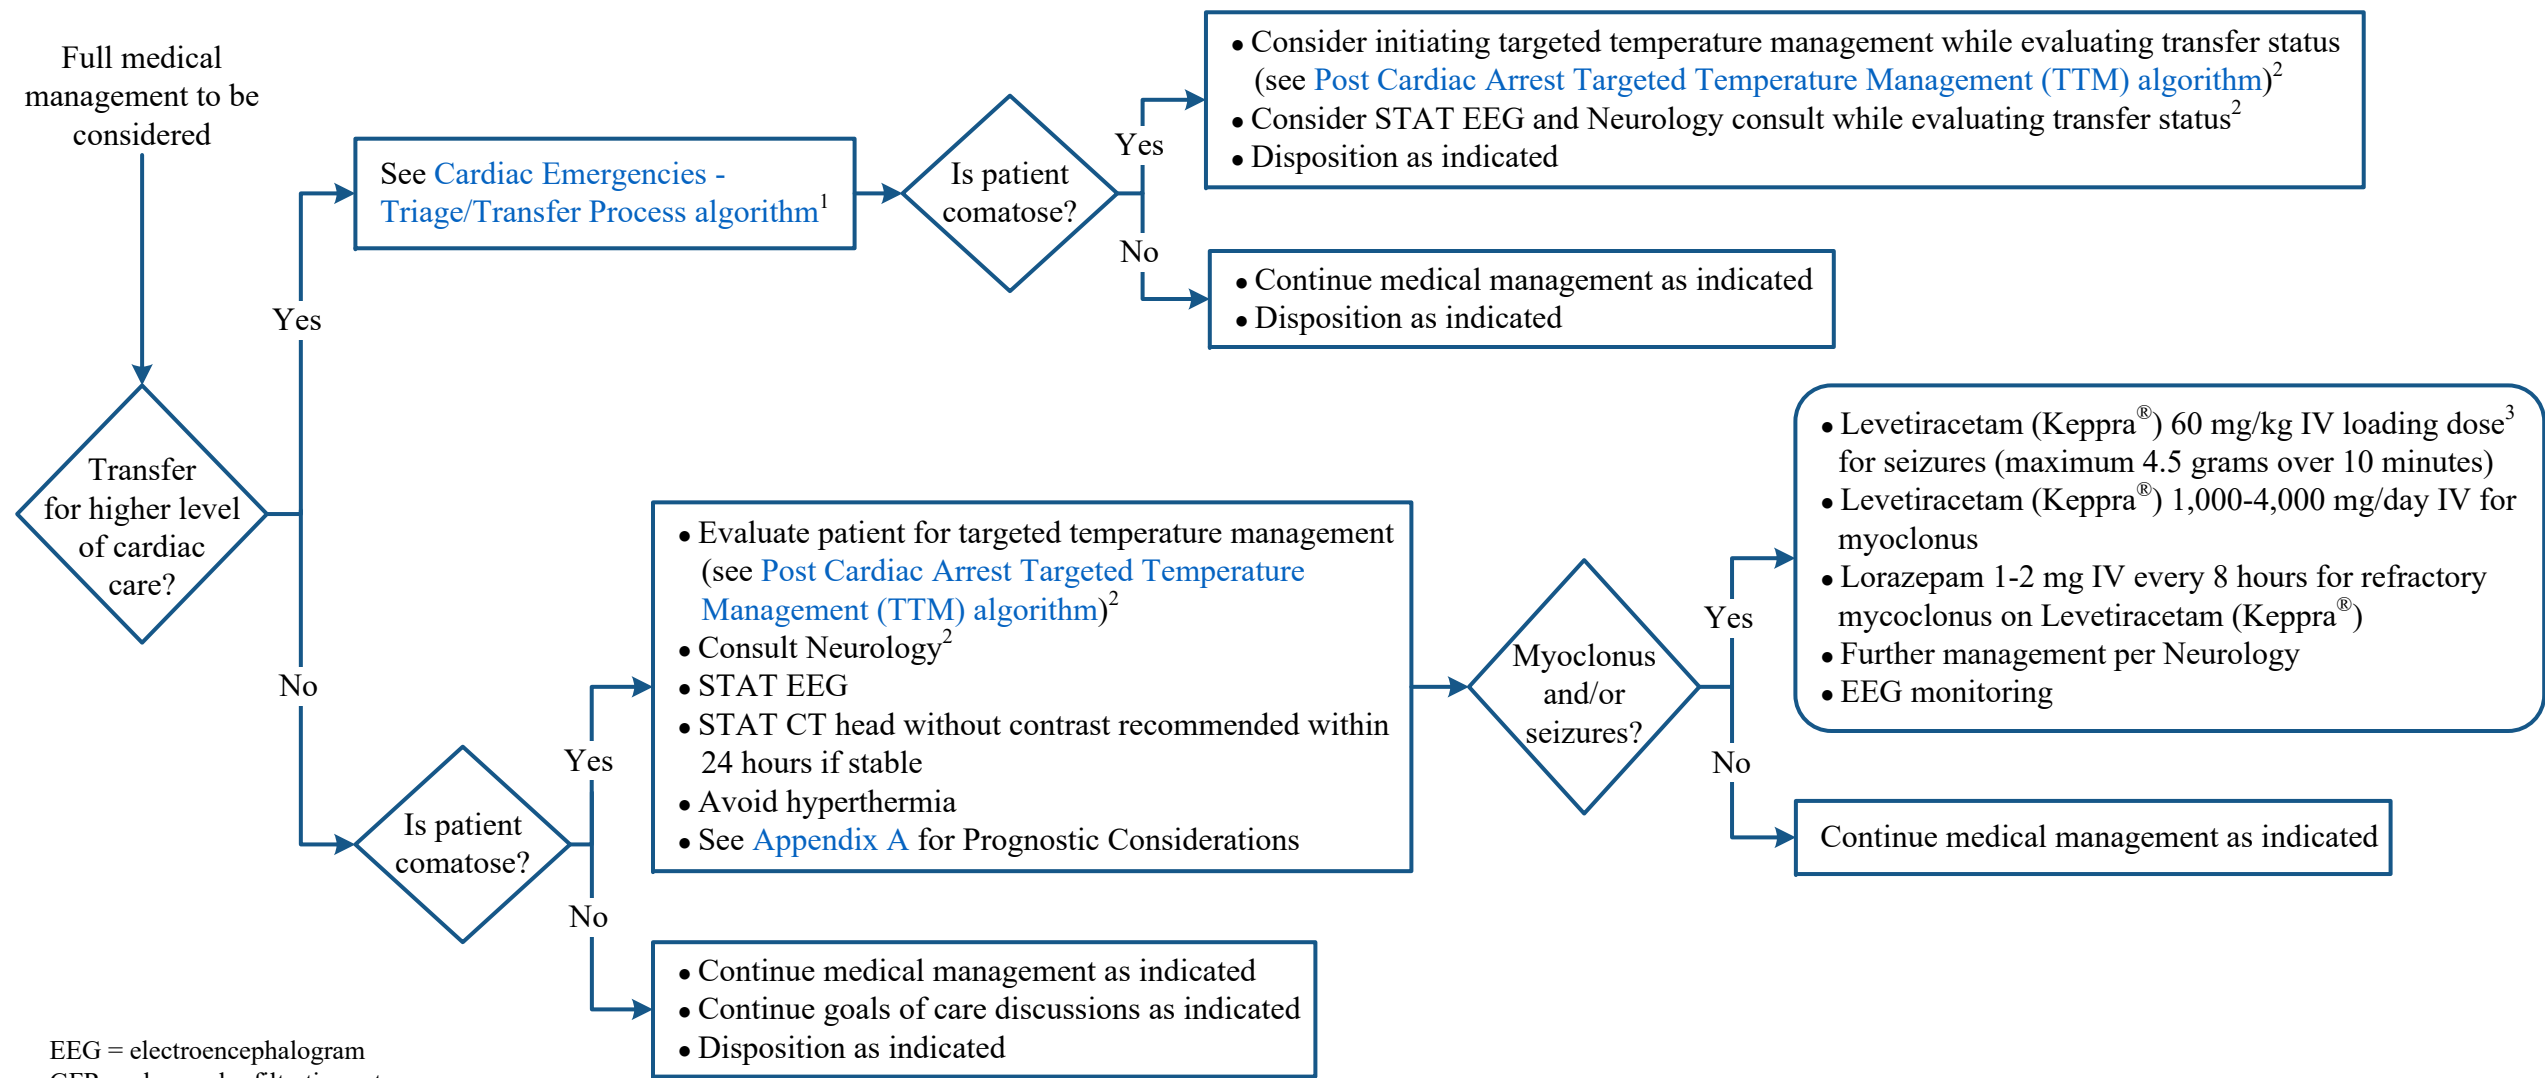 Full medical
management to be
considered
Transfer
for higher level
of cardiac
care?
Yes
See Cardiac Emergencies -
Triage/Transfer Process algorithm¹
Is patient
comatose?
Yes
• Consider initiating targeted temperature management while evaluating transfer status
(see Post Cardiac Arrest Targeted Temperature Management (TTM) algorithm)²
• Consider STAT EEG and Neurology consult while evaluating transfer status²
• Disposition as indicated
No
• Continue medical management as indicated
• Disposition as indicated
No
Is patient
comatose?
Yes
• Evaluate patient for targeted temperature management
(see Post Cardiac Arrest Targeted Temperature
Management (TTM) algorithm)²
• Consult Neurology²
• STAT EEG
• STAT CT head without contrast recommended within
24 hours if stable
• Avoid hyperthermia
• See Appendix A for Prognostic Considerations
Myoclonus
and/or
seizures?
Yes
• Levetiracetam (Keppra®) 60 mg/kg IV loading dose³
for seizures (maximum 4.5 grams over 10 minutes)
• Levetiracetam (Keppra®) 1,000-4,000 mg/day IV for
myoclonus
• Lorazepam 1-2 mg IV every 8 hours for refractory
mycoclonus on Levetiracetam (Keppra®)
• Further management per Neurology
• EEG monitoring
No
Continue medical management as indicated
No
• Continue medical management as indicated
• Continue goals of care discussions as indicated
• Disposition as indicated
EEG = electroencephalogram